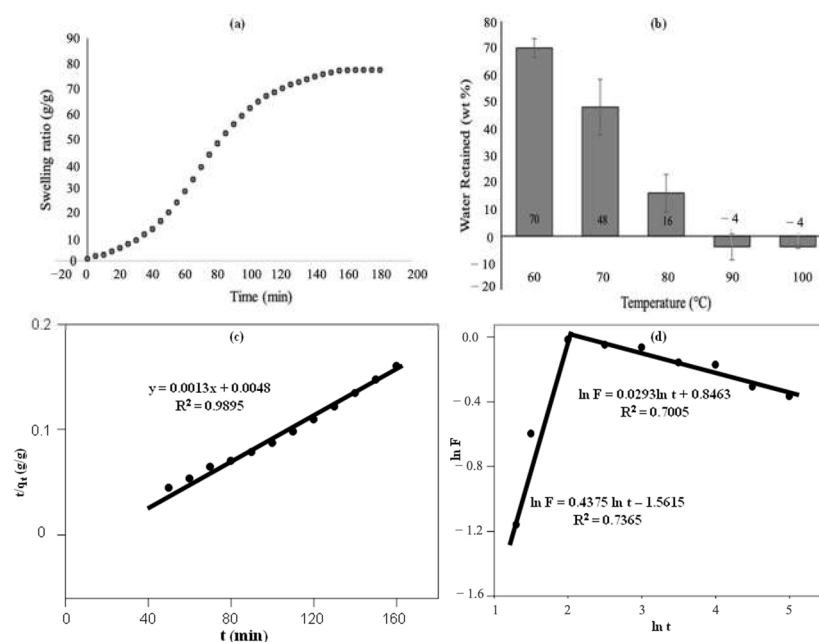 (a)
90
80
70
60
50
40
30
20
10
0
−20 0 20 40 60 80 100 120 140 160 180 200
Swelling ratio (g/g)
Time (min)
(b)
80
70
60
50
40
30
20
10
0
− 10
− 20
Water Retained (wt %)
70
48
16
− 4
− 4
60 70 80 90 100
Temperature (°C)
(c)
0.2
0.1
0
t/qt (g/g)
y = 0.0013x + 0.0048
R² = 0.9895
0 40 80 120 160
t (min)
(d)
0.0
− 0.4
− 0.8
− 1.2
− 1.6
ln F
ln F = 0.0293ln t + 0.8463
R² = 0.7005
ln F = 0.4375 ln t − 1.5615
R² = 0.7365
1 2 3 4 5
ln t